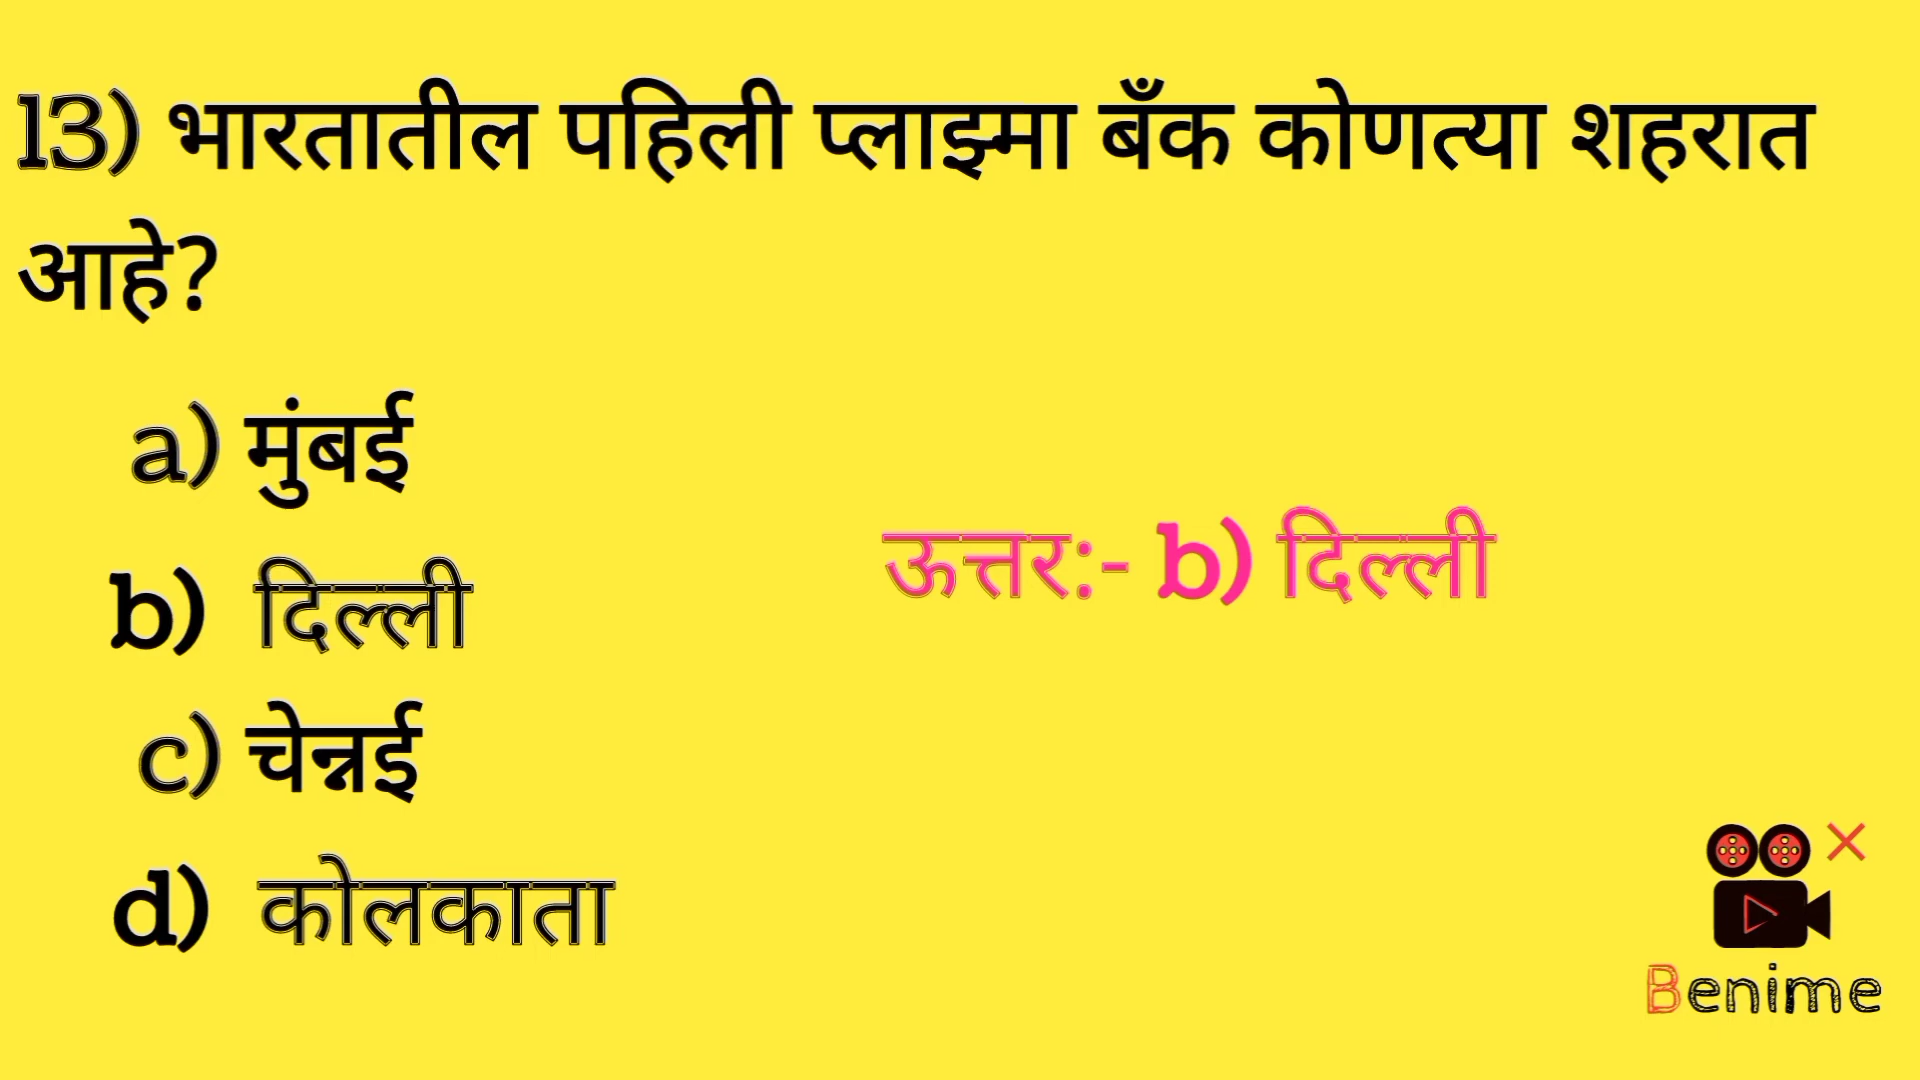 13) भारतातील पहिली प्लाझ्मा बँक कोणत्या शहरात
आहे?
a) मुंबई
b) दिल्ली
c) चेन्नई
d) कोलकाता
ऊत्तर:- b) दिल्ली
Benime